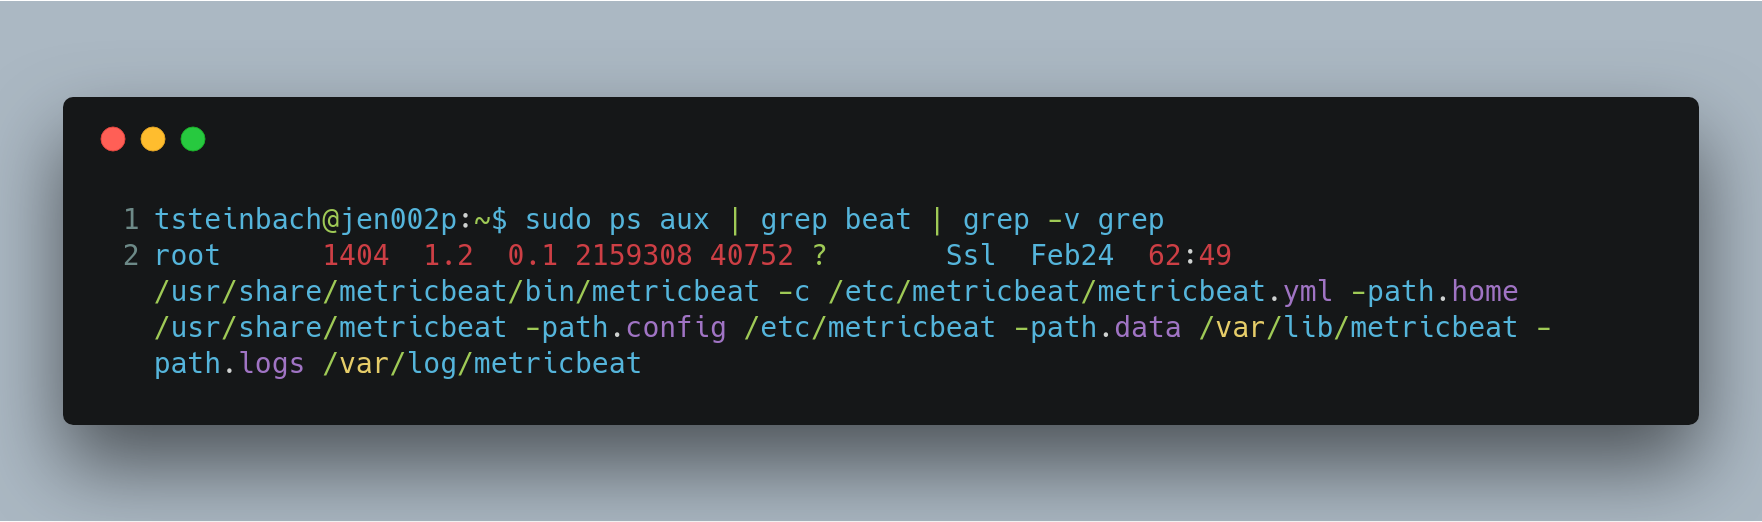 1 tsteinbach@jen002p:~$ sudo ps aux | grep beat | grep -v grep
2 root      1404  1.2  0.1 2159308 40752 ?       Ssl  Feb24  62:49
/usr/share/metricbeat/bin/metricbeat -c /etc/metricbeat/metricbeat.yml -path.home
/usr/share/metricbeat -path.config /etc/metricbeat -path.data /var/lib/metricbeat -
path.logs /var/log/metricbeat